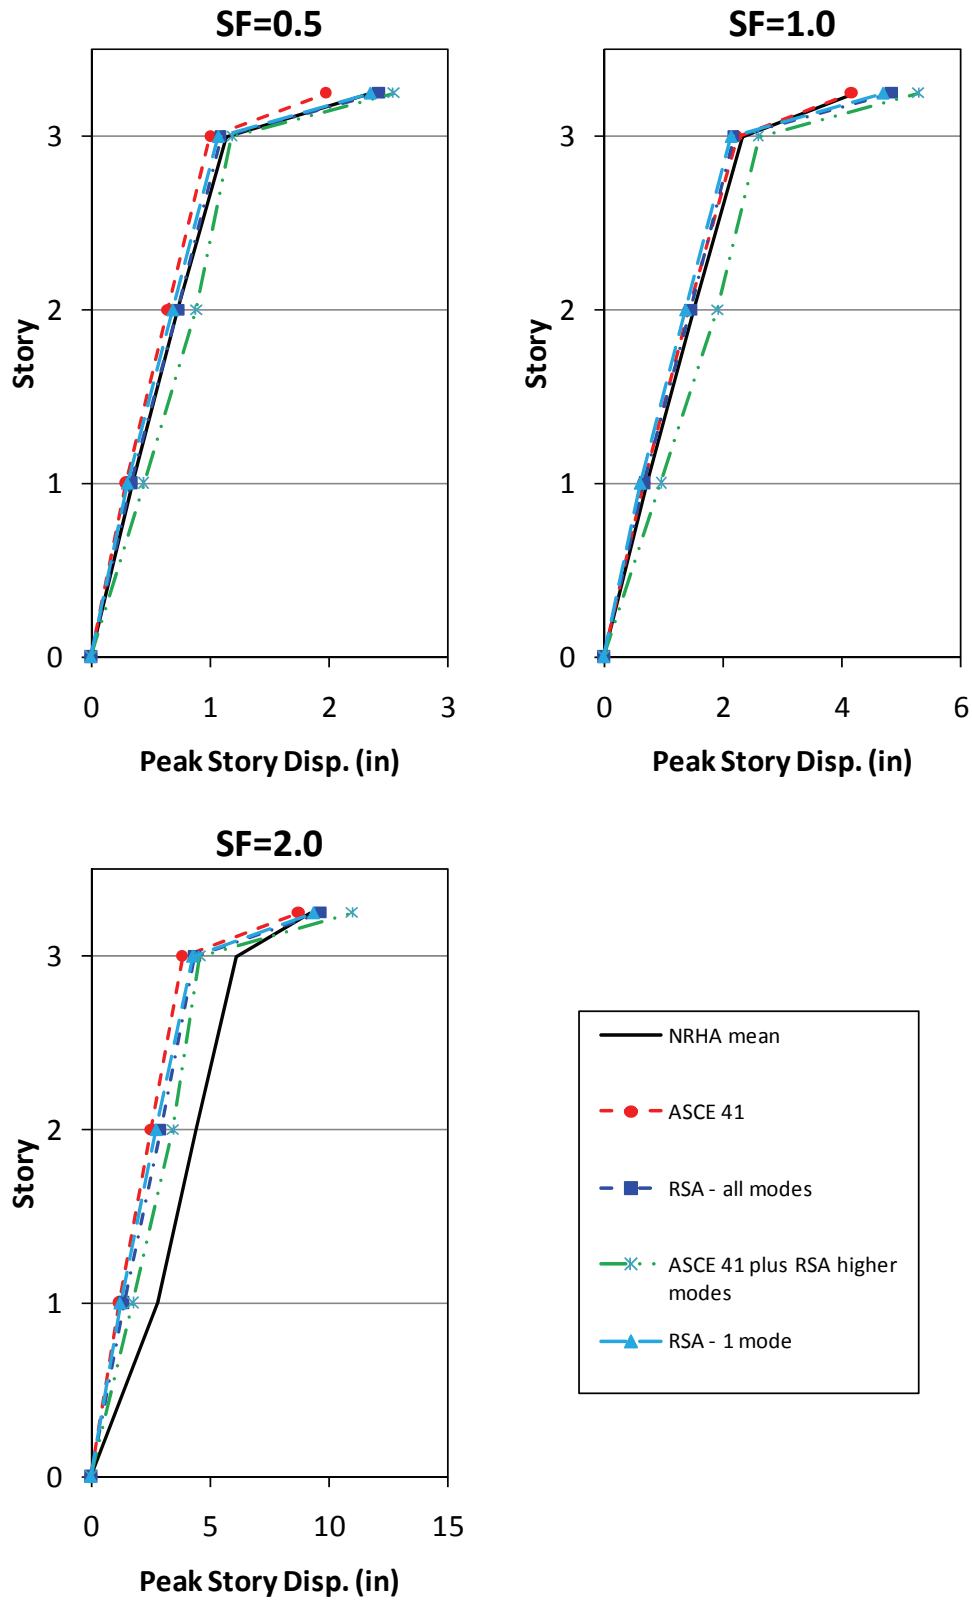 SF=0.5
3
2
1
0
Story
0 1 2 3
Peak Story Disp. (in)
SF=1.0
3
2
1
0
Story
0 2 4 6
Peak Story Disp. (in)
SF=2.0
3
2
1
0
Story
0 5 10 15
Peak Story Disp. (in)
NRHA mean
ASCE 41
RSA - all modes
ASCE 41 plus RSA higher
modes
RSA - 1 mode